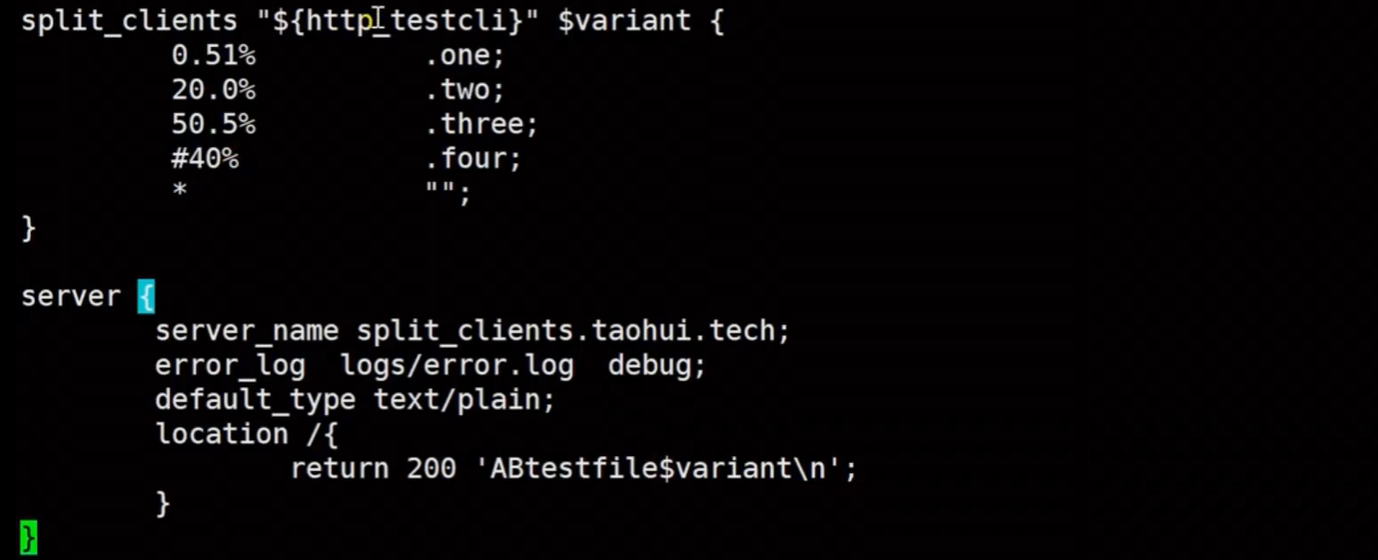 split_clients "${http_testcli}" $variant {
        0.51%          .one;
        20.0%          .two;
        50.5%          .three;
        #40%           .four;
        *              "";
}

server {
        server_name split_clients.taohui.tech;
        error_log  logs/error.log  debug;
        default_type text/plain;
        location /{
                return 200 'ABtestfile$variant\n';
        }
}